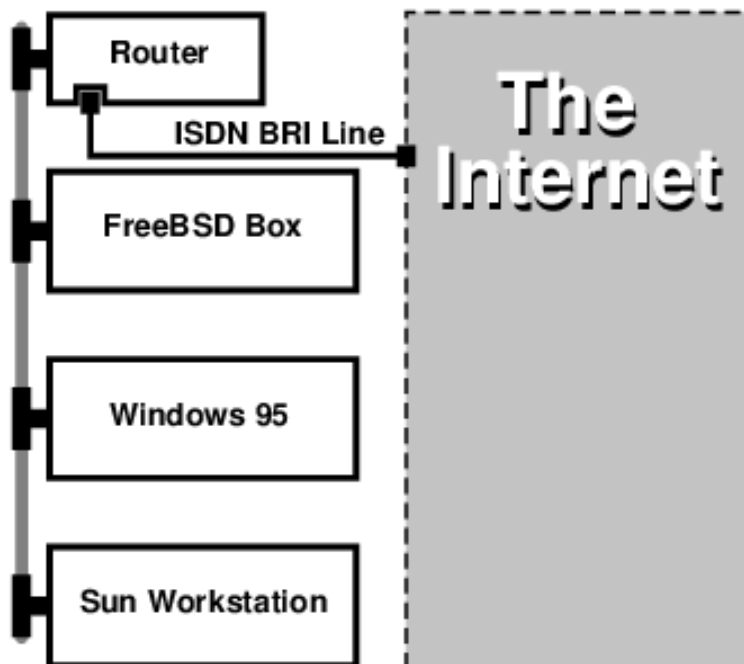 Router
ISDN BRI Line
The
Internet
FreeBSD Box
Windows 95
Sun Workstation